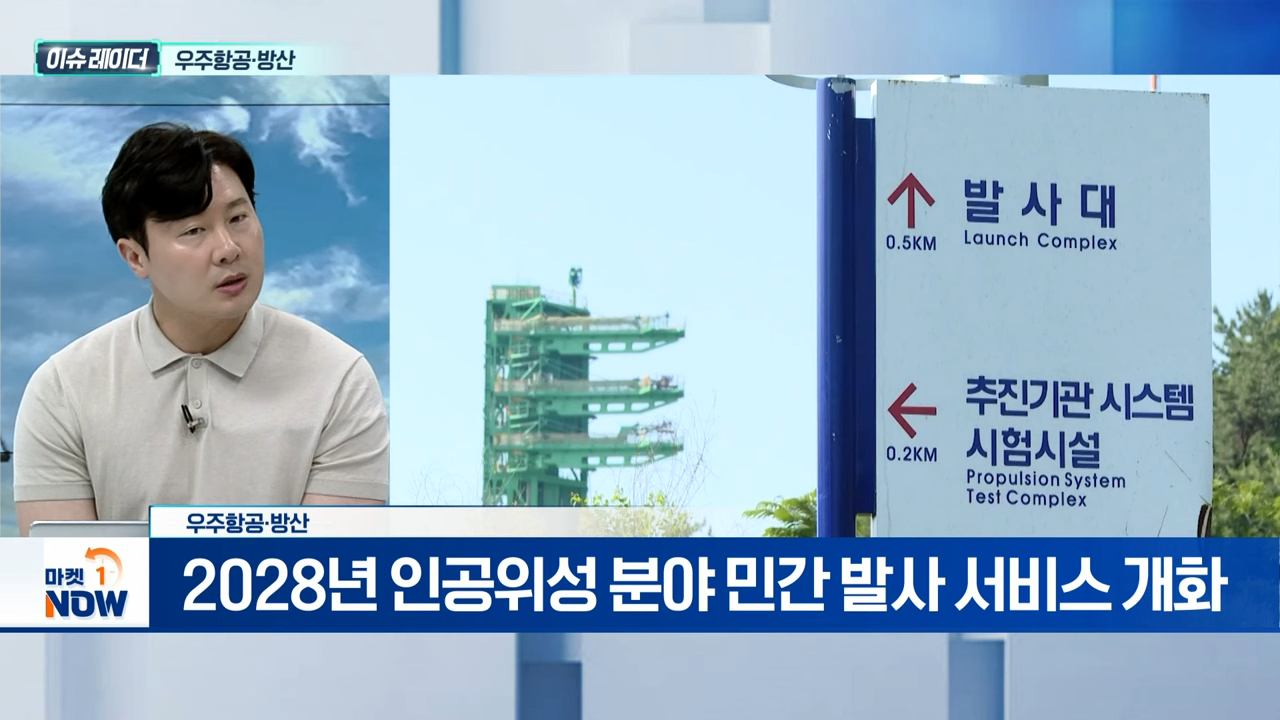 이슈 레이더
우주항공·방산
발사대
0.5KM
Launch Complex
추진기관 시스템
시험시설
0.2KM
Propulsion System
Test Complex
우주항공·방산
마켓 1
NOW
2028년 인공위성 분야 민간 발사 서비스 개화